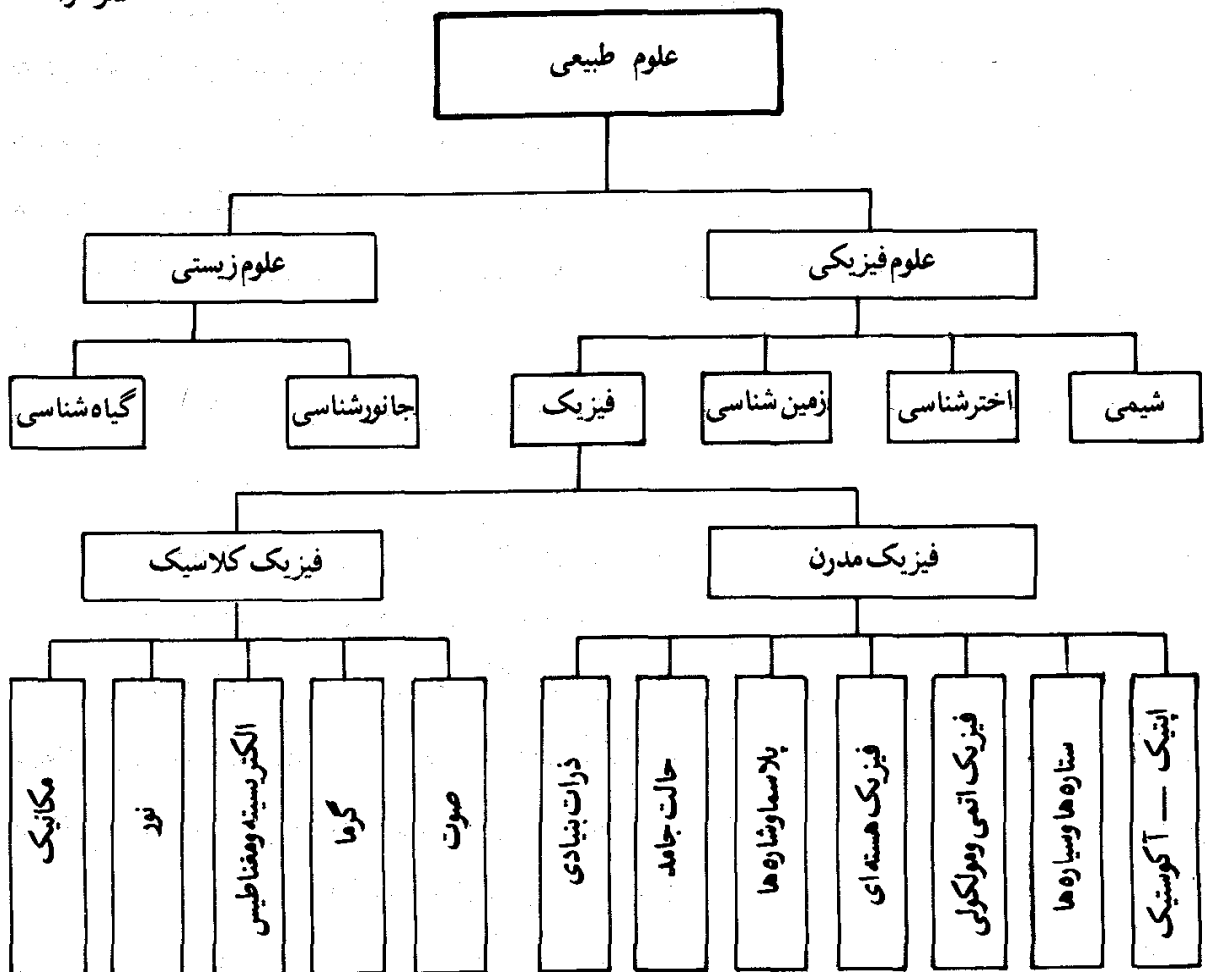 علوم طبیعی
علوم فیزیکی
علوم زیستی
شیمی
اخترشناسی
زمین شناسی
فیزیک
جانورشناسی
گیاه شناسی
فیزیک مدرن
فیزیک کلاسیک
اپتیک — آکوستیک
ستاره ها وسیاره ها
فیزیک اتمی ومولکولی
فیزیک هسته ای
پلاسما وشاره ها
حالت جامد
ذرات بنیادی
صوت
گرما
الکتریسیته ومغناطیس
نور
مکانیک